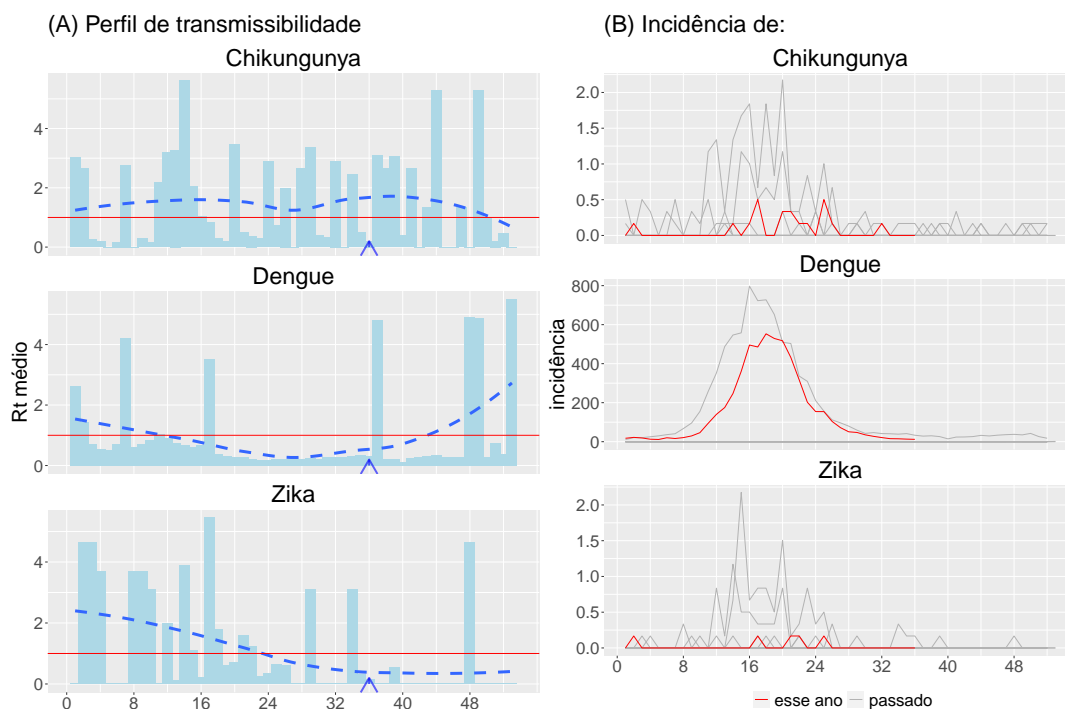 (A) Perfil de transmissibilidade
Chikungunya
4
2
0
Dengue
4
2
0
Zika
4
2
0
0 8 16 24 32 40 48
Rt médio
(B) Incidência de:
Chikungunya
2.0
1.5
1.0
0.5
0.0
Dengue
800
600
400
200
0
Zika
2.0
1.5
1.0
0.5
0.0
0 8 16 24 32 40 48
incidência
esse ano passado